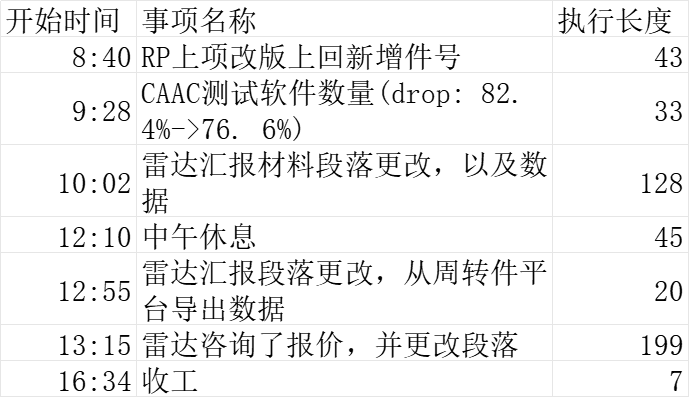 开始时间 事项名称 执行长度
8:40 RP上项改版上回新增件号 43
CAAC测试软件数量(drop: 82.
9:28 4%->76. 6%) 33
雷达汇报材料段落更改，以及数
10:02 据 128
12:10 中午休息 45
雷达汇报段落更改，从周转件平
12:55 台导出数据 20
13:15 雷达咨询了报价，并更改段落 199
16:34 收工 7